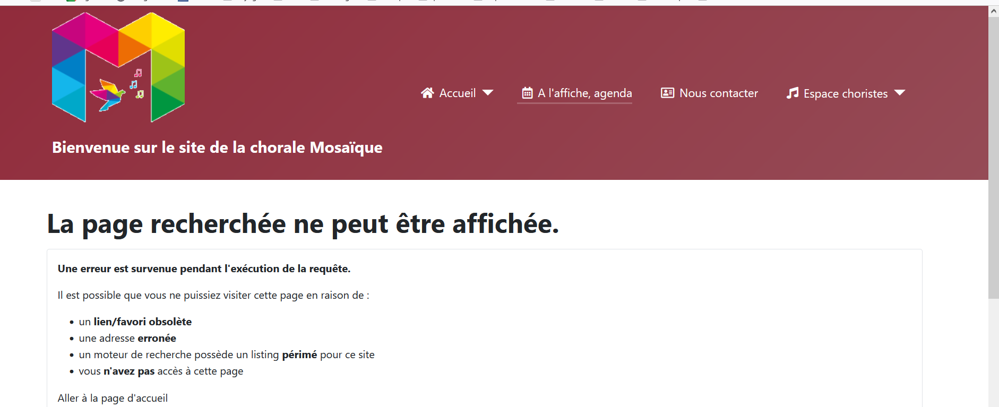 Accueil
A l'affiche, agenda
Nous contacter
Espace choristes
Bienvenue sur le site de la chorale Mosaïque
La page recherchée ne peut être affichée.
Une erreur est survenue pendant l'exécution de la requête.
Il est possible que vous ne puissiez visiter cette page en raison de :
un lien/favori obsolète
une adresse erronée
un moteur de recherche possède un listing périmé pour ce site
vous n'avez pas accès à cette page
Aller à la page d'accueil